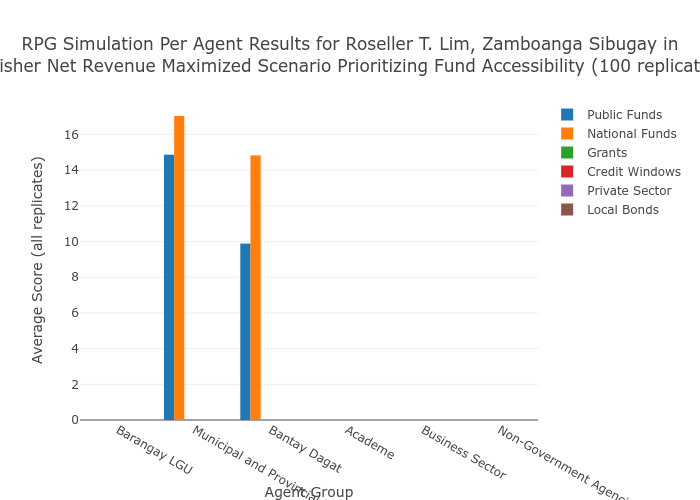 RPG Simulation Per Agent Results for Roseller T. Lim, Zamboanga Sibugay in
isher Net Revenue Maximized Scenario Prioritizing Fund Accessibility (100 replicat
Average Score (all replicates)
16
14
12
10
8
6
4
2
0
Public Funds
National Funds
Grants
Credit Windows
Private Sector
Local Bonds
Barangay LGU
Municipal and Provincial
Bantay Dagat
Academe
Business Sector
Non-Government Agenci
Agent Group